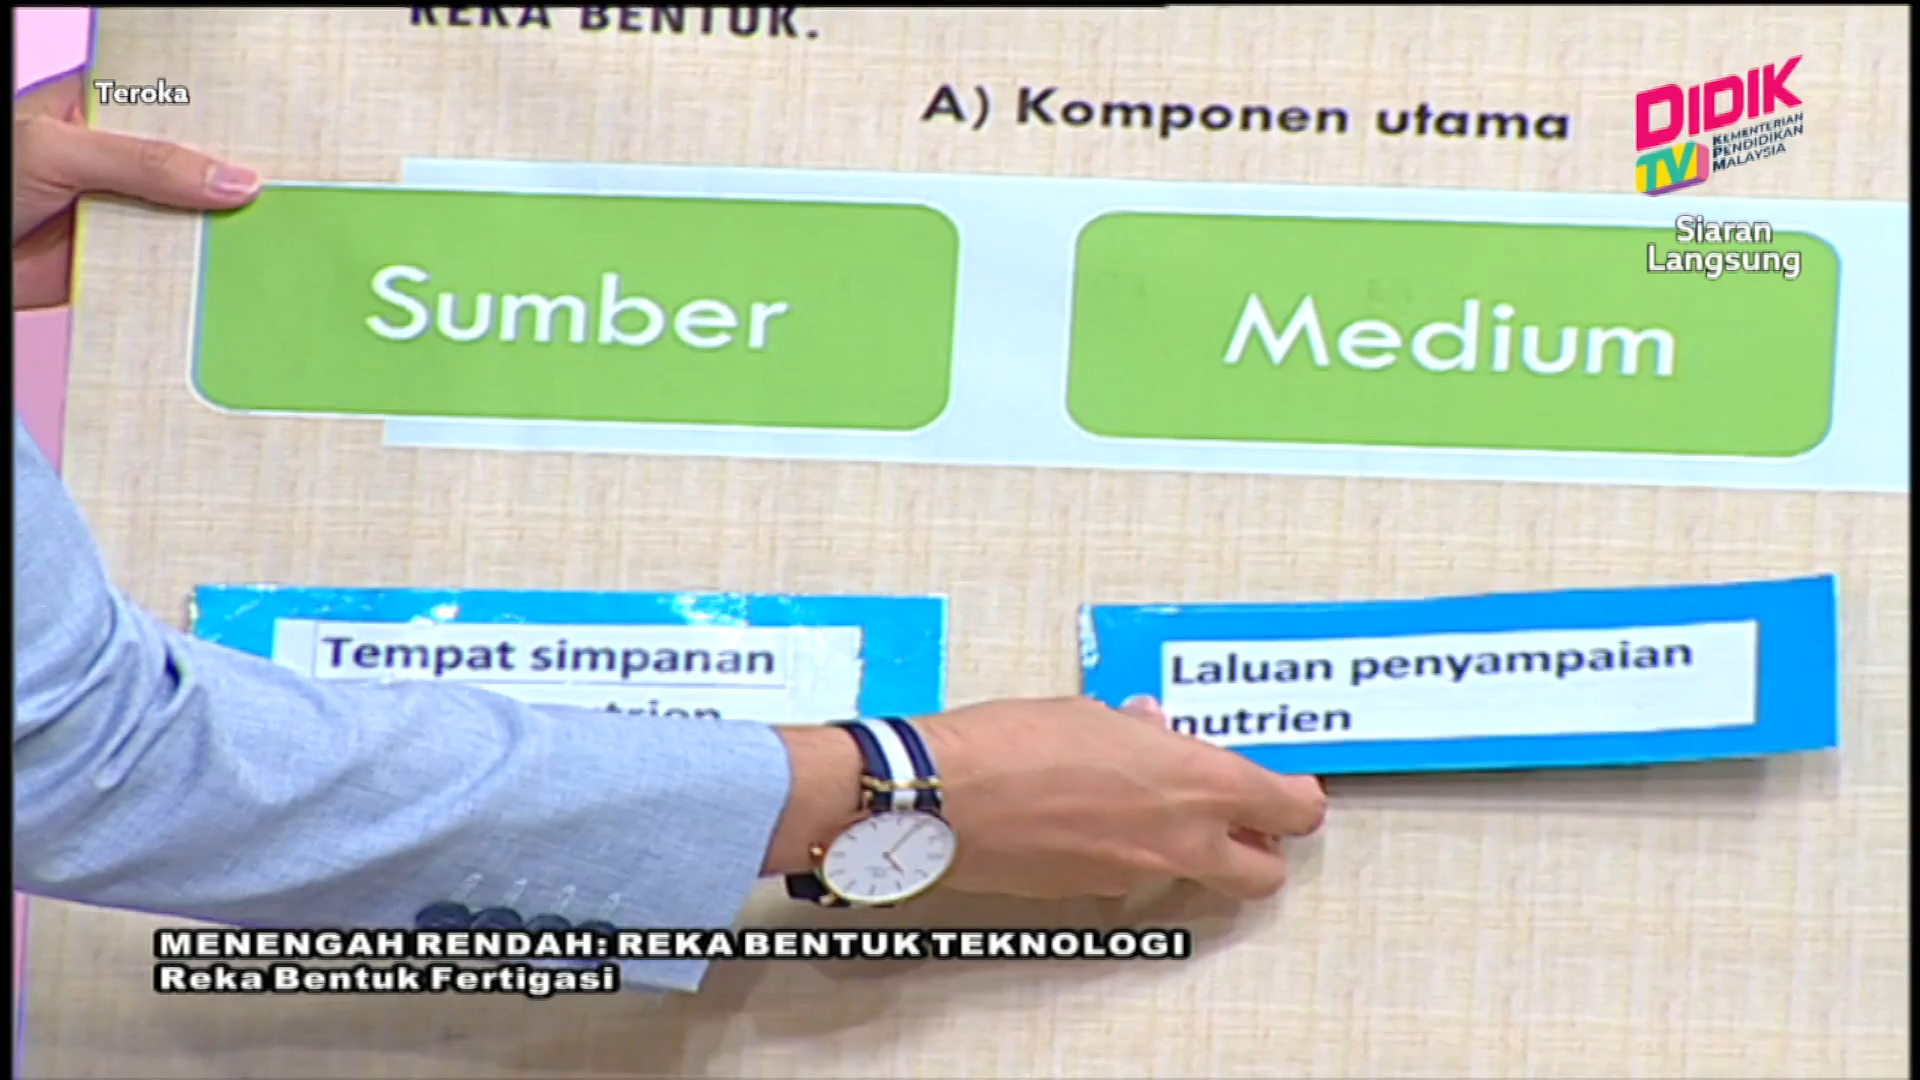 REKA BENTUK.
Teroka
A) Komponen utama
DIDIK
TV
KEMENTERIAN
PENDIDIKAN
MALAYSIA
Siaran
Langsung
Sumber
Medium
Tempat simpanan
Laluan penyampaian
nutrien
MENENGAH RENDAH: REKA BENTUK TEKNOLOGI
Reka Bentuk Fertigasi